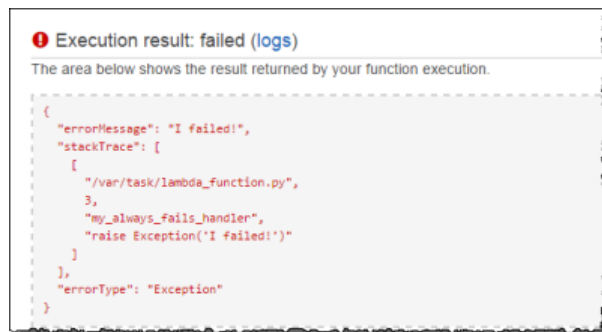 Execution result: failed (logs)
The area below shows the result returned by your function execution.
{
  "errorMessage": "I failed!",
  "stackTrace": [
    [
      "/var/task/lambda_function.py",
      3,
      "my_always_fails_handler",
      "raise Exception('I failed!')"
    ]
  ],
  "errorType": "Exception"
}